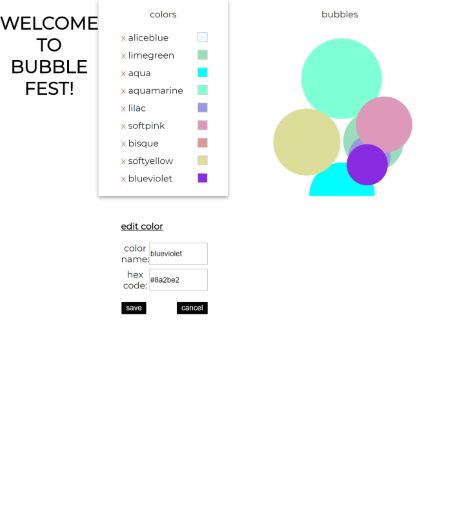 WELCOME
TO
BUBBLE
FEST!
colors
x aliceblue
x limegreen
x aqua
x aquamarine
x lilac
x softpink
x bisque
x softyellow
x blueviolet
bubbles
edit color
color
name:
blueviolet
hex
code:
#8a2be2
save
cancel